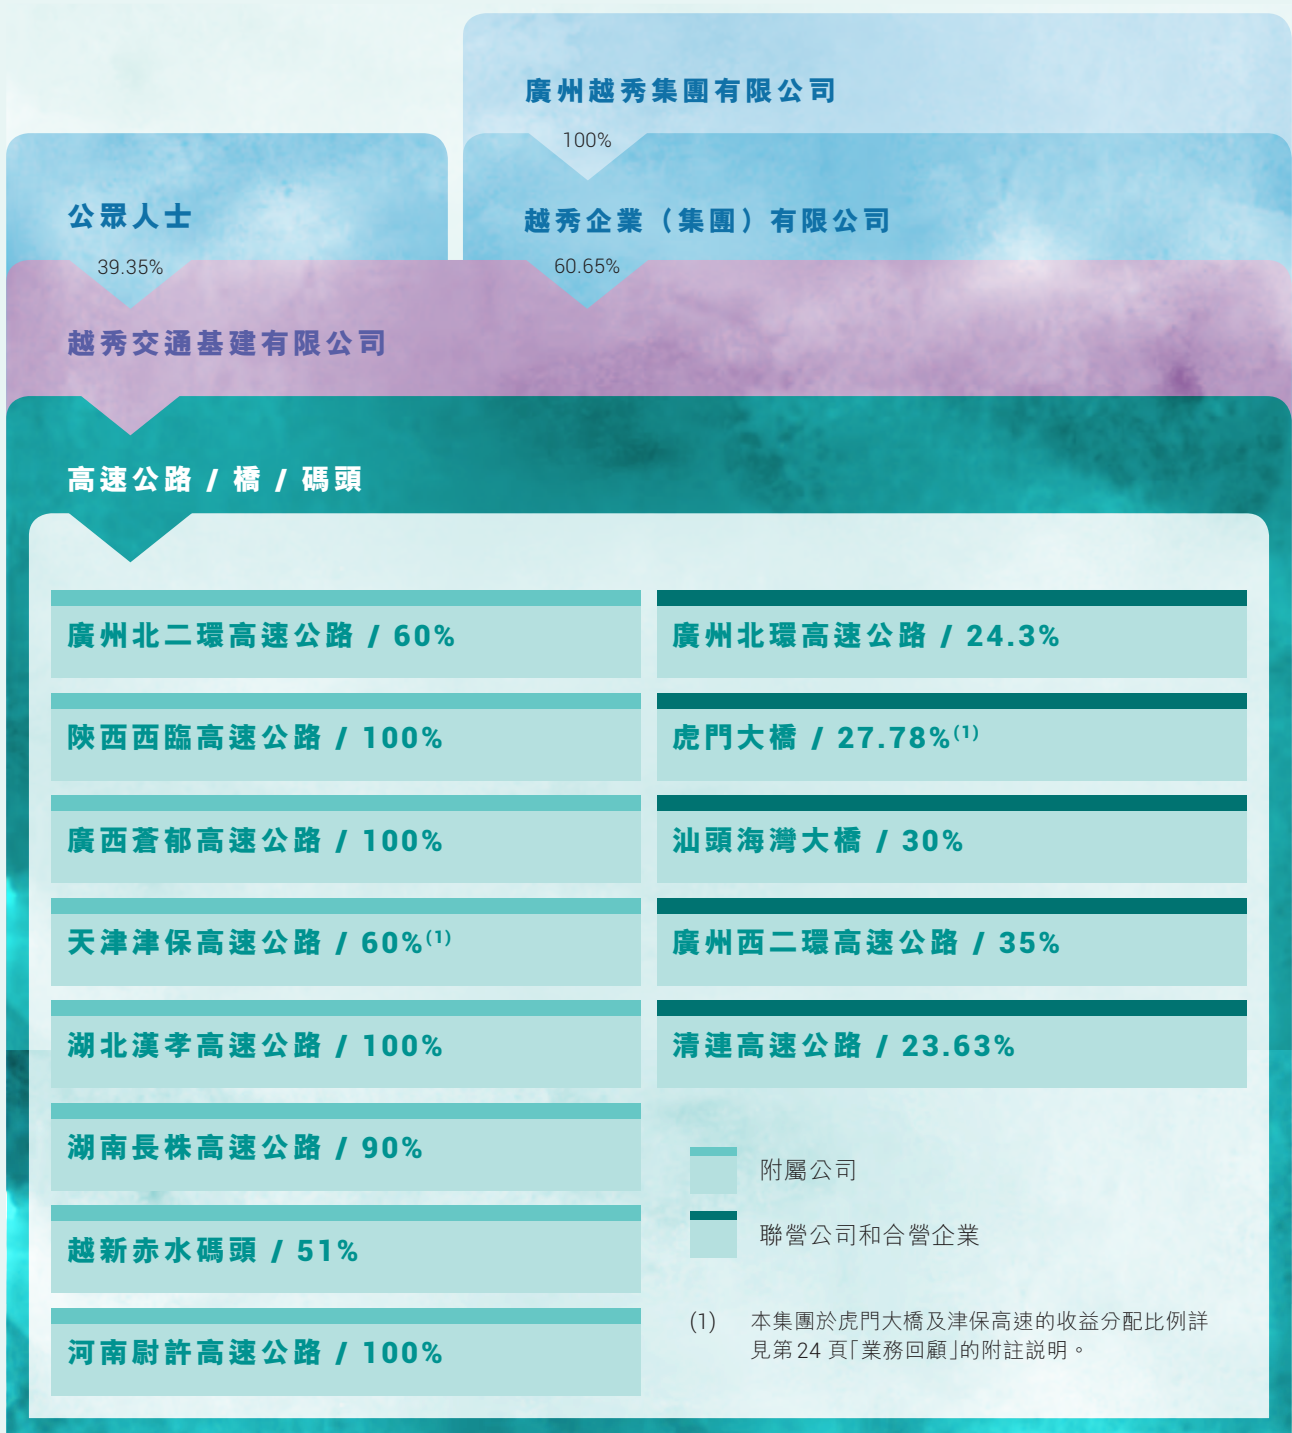 廣州越秀集團有限公司
100%
公眾人士
39.35%
越秀企業（集團）有限公司
60.65%
越秀交通基建有限公司
高速公路 / 橋 / 碼頭
廣州北二環高速公路 / 60%
陝西西臨高速公路 / 100%
廣西蒼郁高速公路 / 100%
天津津保高速公路 / 60%(1)
湖北漢孝高速公路 / 100%
湖南長株高速公路 / 90%
越新赤水碼頭 / 51%
河南尉許高速公路 / 100%
廣州北環高速公路 / 24.3%
虎門大橋 / 27.78%(1)
汕頭海灣大橋 / 30%
廣州西二環高速公路 / 35%
清連高速公路 / 23.63%
附屬公司
聯營公司和合營企業
(1) 本集團於虎門大橋及津保高速的收益分配比例詳
見第24 頁「業務回顧」的附註說明。